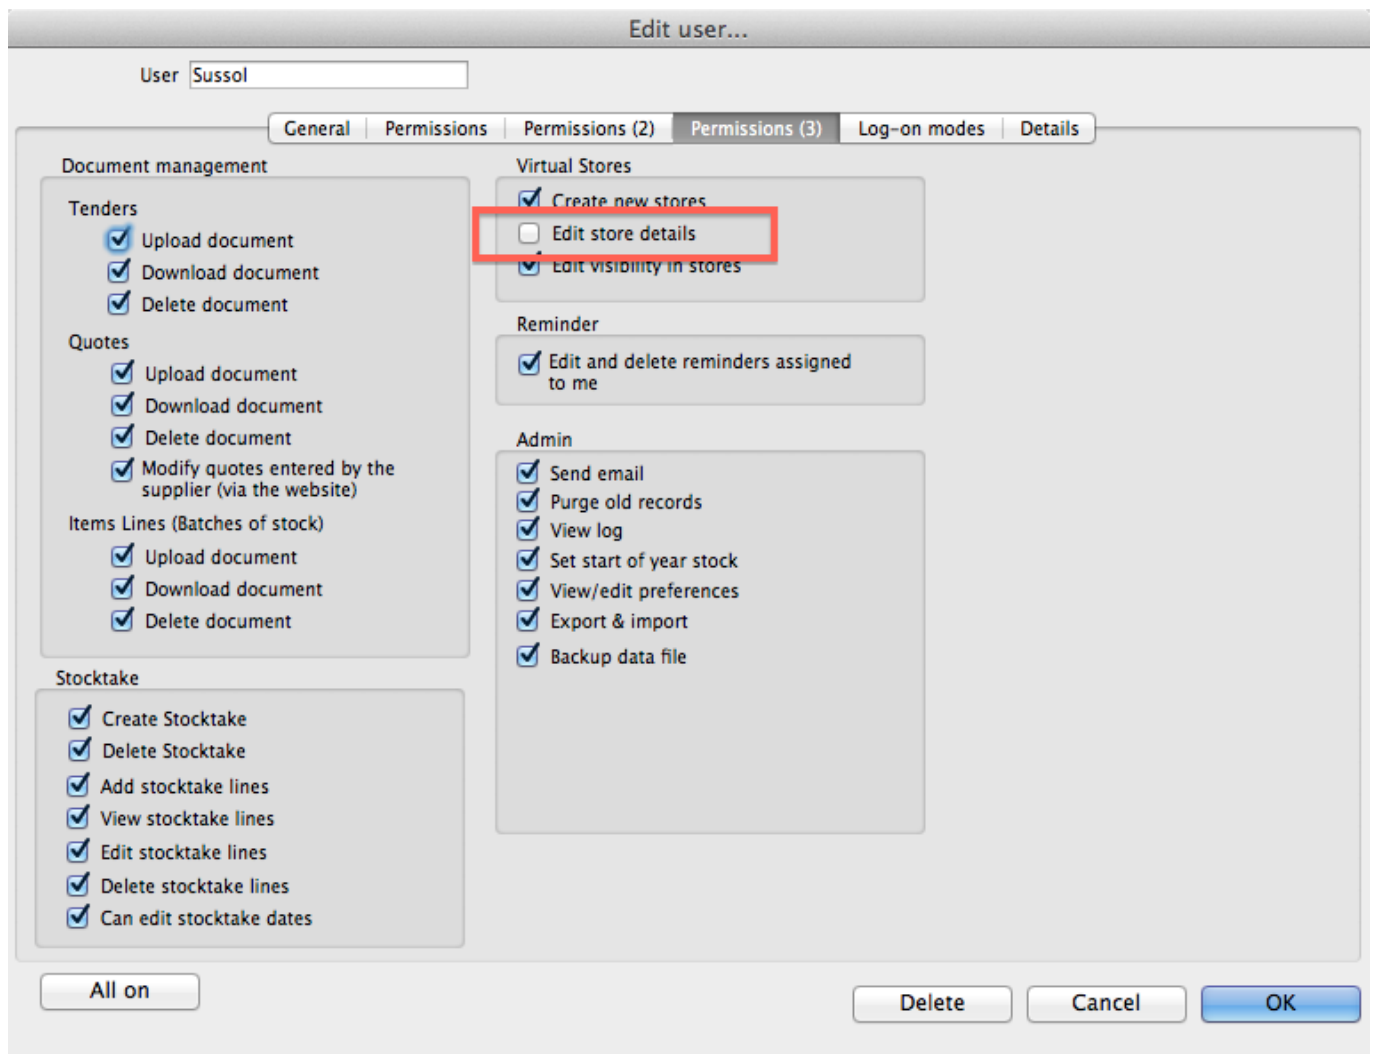 Edit user...
User Sussol
General Permissions Permissions (2) Permissions (3) Log-on modes Details
Document management
Tenders
Upload document
Download document
Delete document
Quotes
Upload document
Download document
Delete document
Modify quotes entered by the
supplier (via the website)
Items Lines (Batches of stock)
Upload document
Download document
Delete document
Stocktake
Create Stocktake
Delete Stocktake
Add stocktake lines
View stocktake lines
Edit stocktake lines
Delete stocktake lines
Can edit stocktake dates
Virtual Stores
Create new stores
Edit store details
Edit visibility in stores
Reminder
Edit and delete reminders assigned
to me
Admin
Send email
Purge old records
View log
Set start of year stock
View/edit preferences
Export & import
Backup data file
All on
Delete Cancel OK